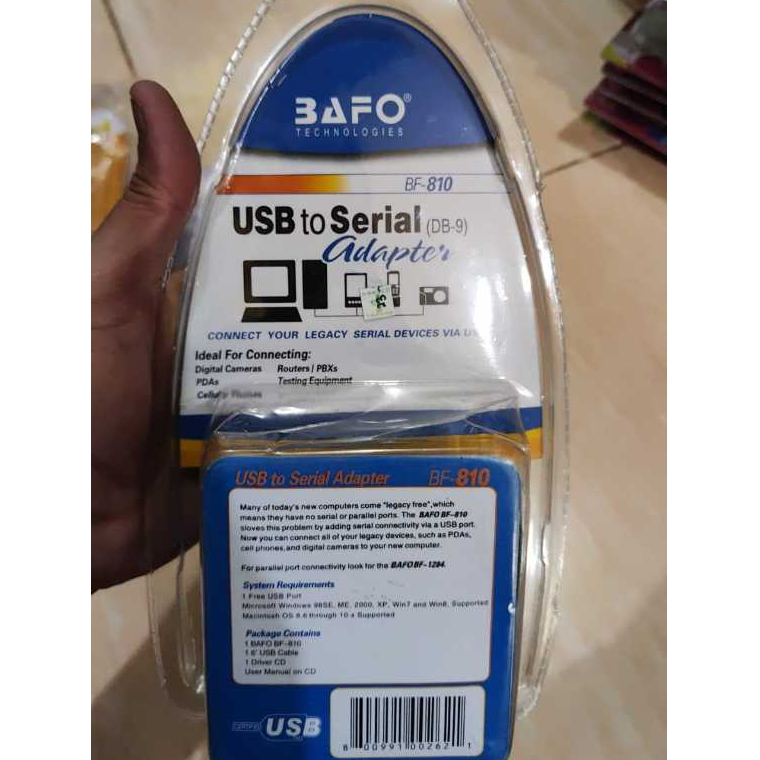 BAFO®
TECHNOLOGIES
BF-810
USB to Serial (DB-9)
Adapter
CONNECT YOUR LEGACY SERIAL DEVICES VIA
Ideal For Connecting:
Digital Cameras Routers / PBXs
PDAs Testing Equipment
Cellular Phones
USB to Serial Adapter BF-810
Many of today's new computers come "legacy free",which
means they have no serial or parallel ports. The BAFO BF-810
sloves this problem by adding serial connectivity via a USB port.
Now you can connect all of your legacy devices, such as PDAs,
cell phones,and digital cameras to your new computer.
For parallel port connectivity look for the BAFO BF-1284.
System Requirements
1 Free USB Port
Microsoft Windows 98SE, ME, 2000, XP, Win7 and Win8, Supported
Macintosh OS 8.6 through 10.x Supported
Package Contains
1 BAFO BF-810
1 6' USB Cable
1 Driver CD
User Manual on CD
CERTIFIED USB
8 00991 00262 1